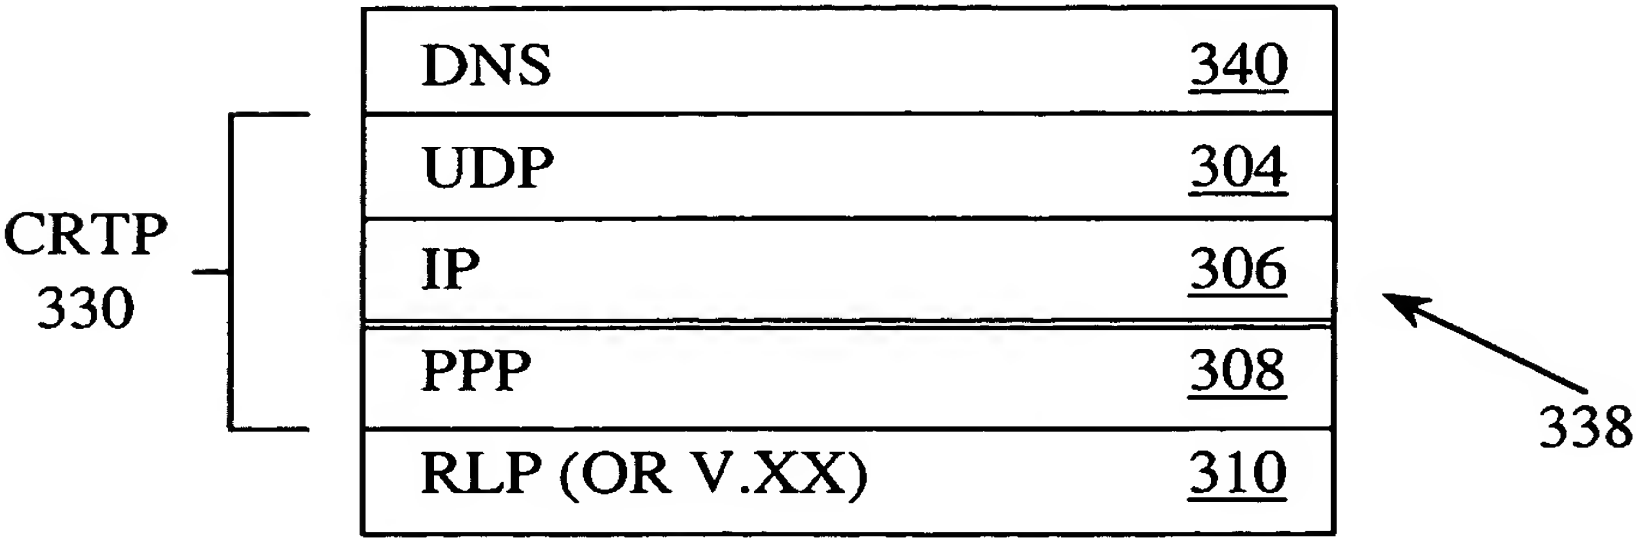 DNS 340
UDP 304
CRTP
330
IP 306
PPP 308
338
RLP (OR V.XX) 310